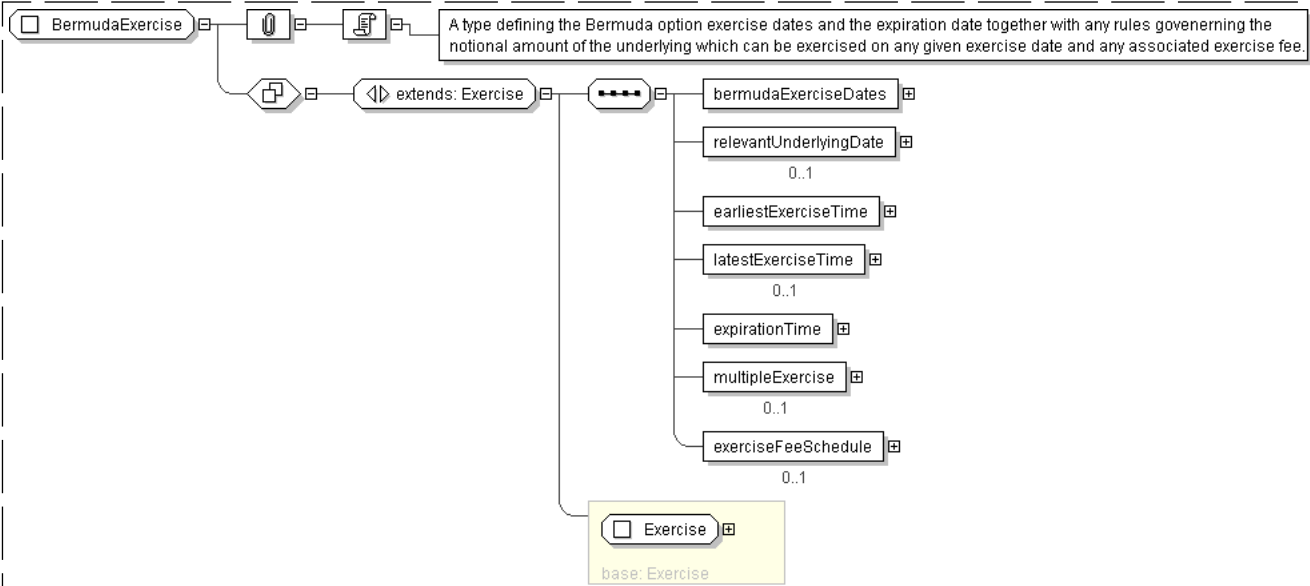 BermudaExercise
A type defining the Bermuda option exercise dates and the expiration date together with any rules govenerning the
notional amount of the underlying which can be exercised on any given exercise date and any associated exercise fee.
extends: Exercise
bermudaExerciseDates
relevantUnderlyingDate
0..1
earliestExerciseTime
latestExerciseTime
0..1
expirationTime
multipleExercise
0..1
exerciseFeeSchedule
0..1
Exercise
base: Exercise